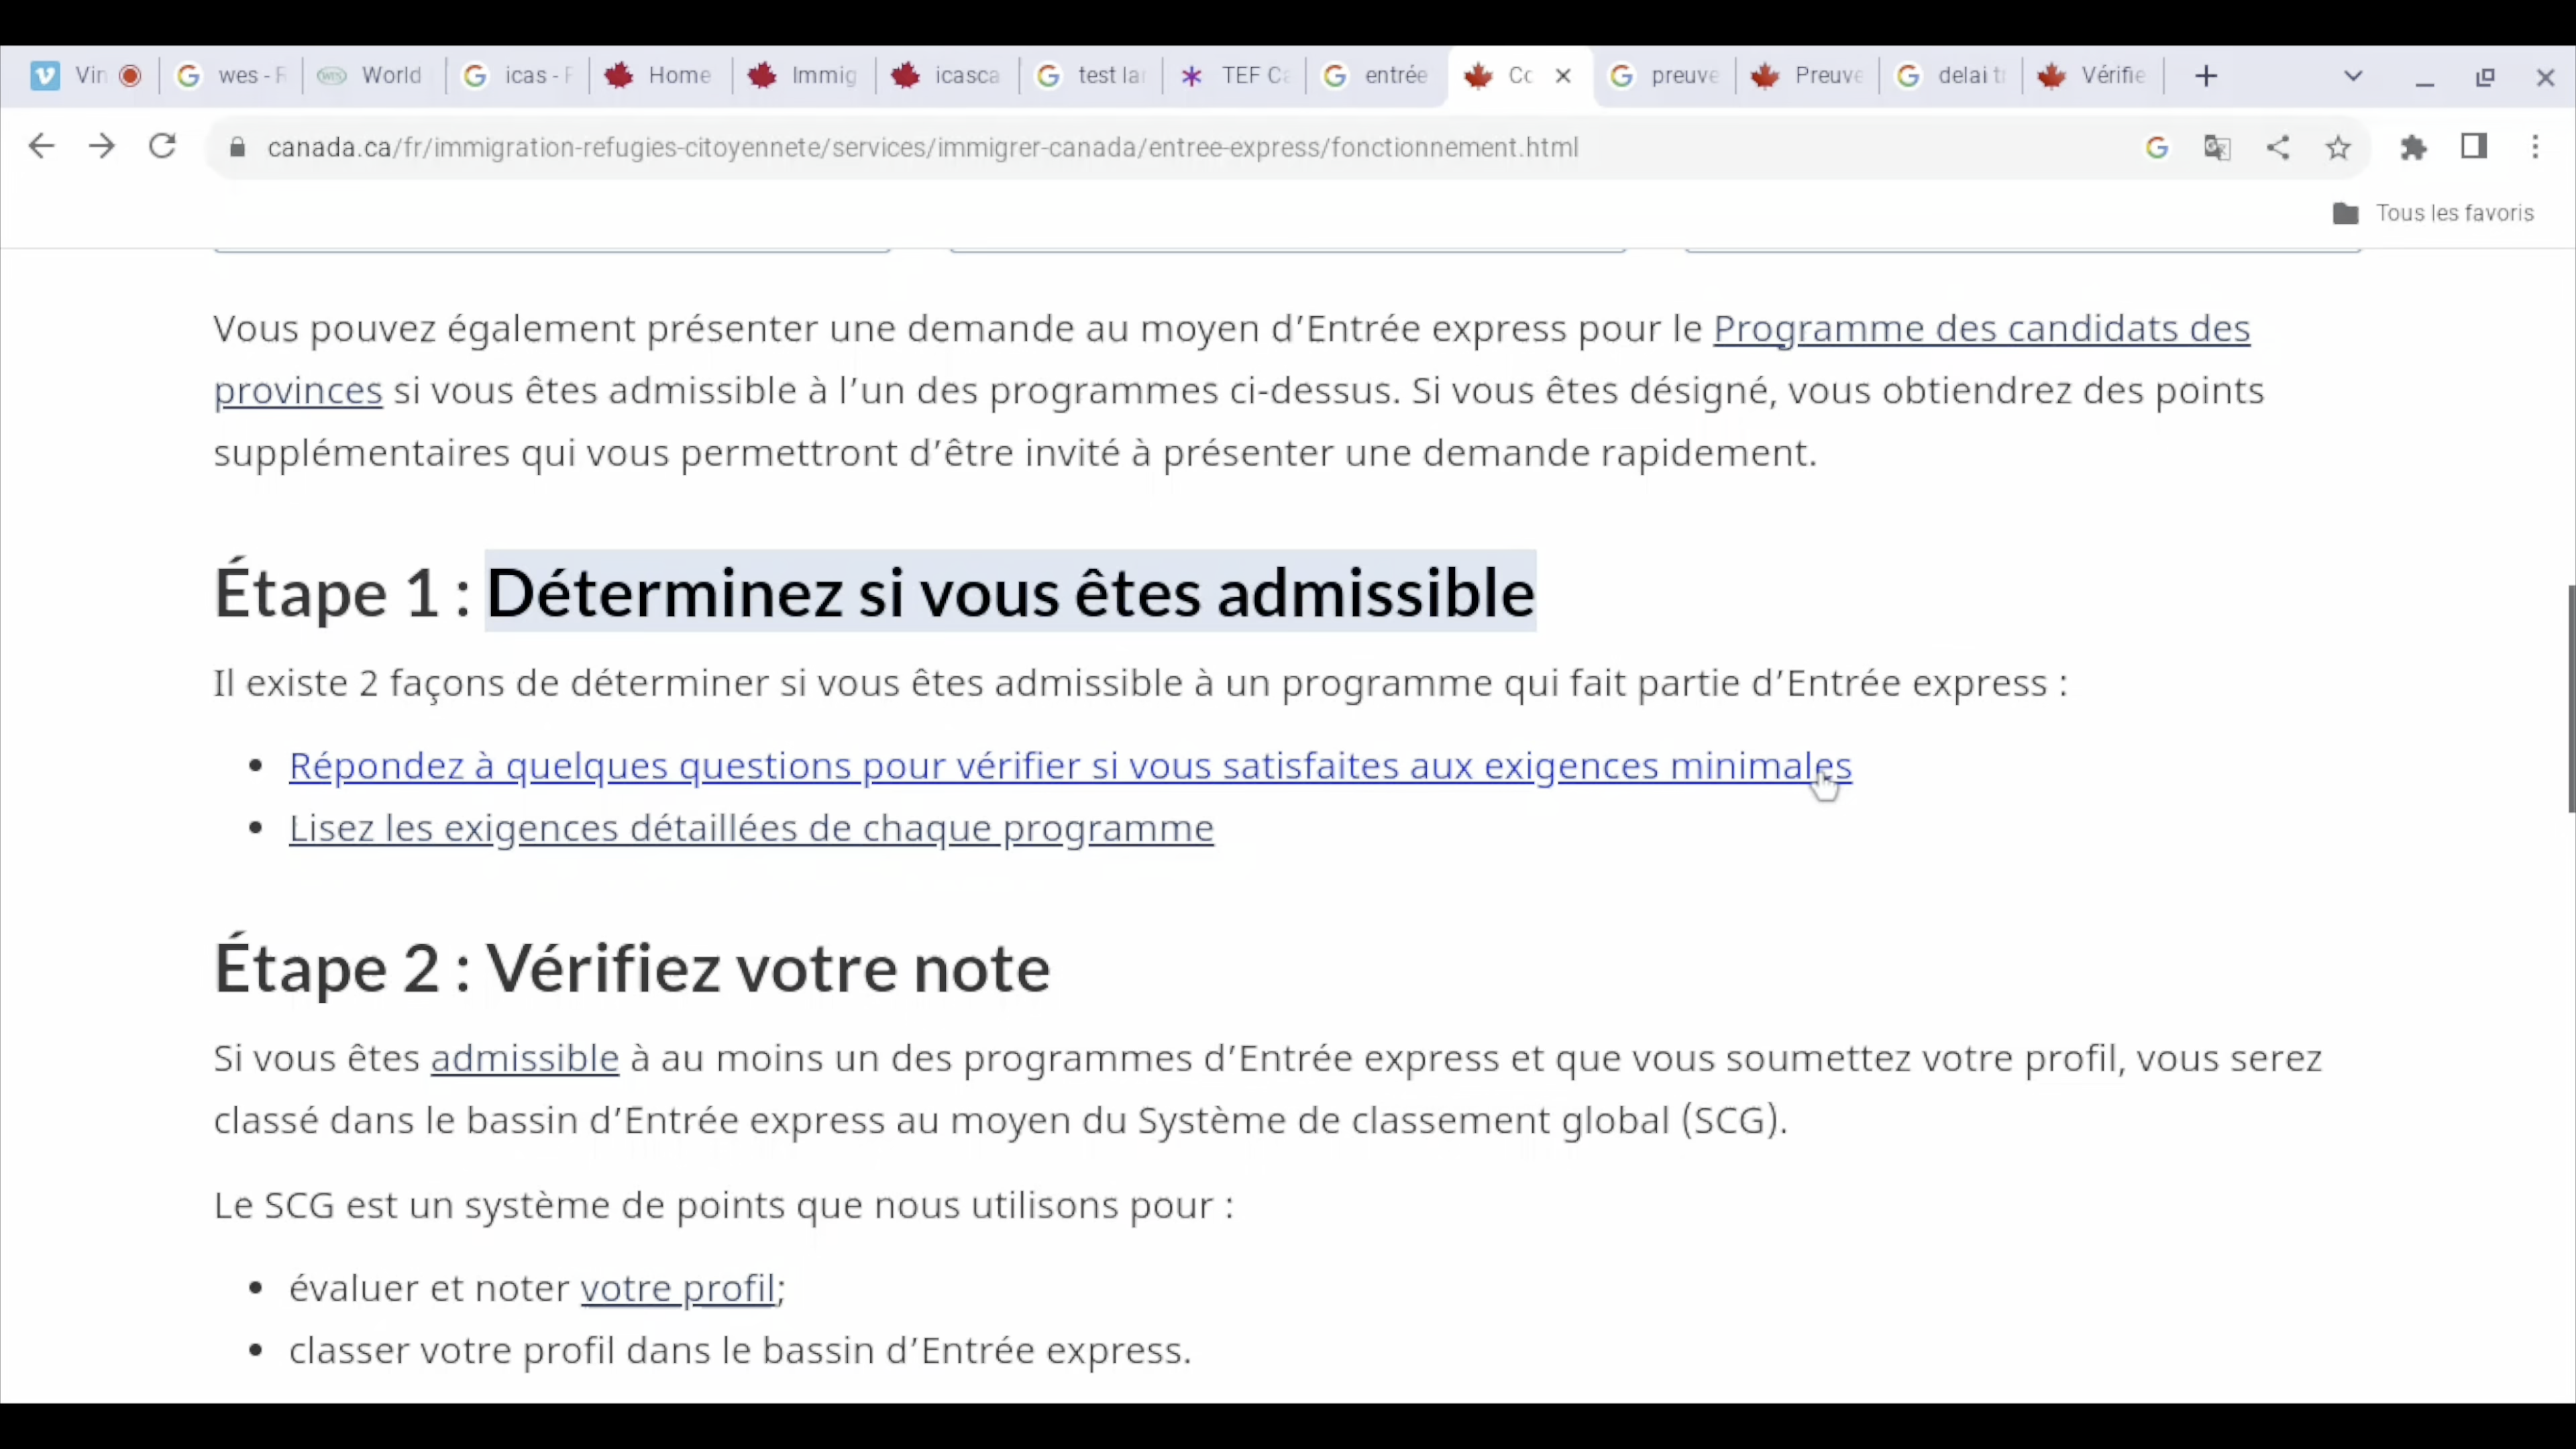 Vin wes - World icas - Home Immig icasca test la TEF C entrée Co preuve Preuve delai t Vérifie
canada.ca/fr/immigration-refugies-citoyennete/services/immigrer-canada/entree-express/fonctionnement.html
Tous les favoris
Vous pouvez également présenter une demande au moyen d’Entrée express pour le Programme des candidats des
provinces si vous êtes admissible à l’un des programmes ci-dessus. Si vous êtes désigné, vous obtiendrez des points
supplémentaires qui vous permettront d’être invité à présenter une demande rapidement.
Étape 1 : Déterminez si vous êtes admissible
Il existe 2 façons de déterminer si vous êtes admissible à un programme qui fait partie d’Entrée express :
• Répondez à quelques questions pour vérifier si vous satisfaites aux exigences minimales
• Lisez les exigences détaillées de chaque programme
Étape 2 : Vérifiez votre note
Si vous êtes admissible à au moins un des programmes d’Entrée express et que vous soumettez votre profil, vous serez
classé dans le bassin d’Entrée express au moyen du Système de classement global (SCG).
Le SCG est un système de points que nous utilisons pour :
• évaluer et noter votre profil;
• classer votre profil dans le bassin d’Entrée express.